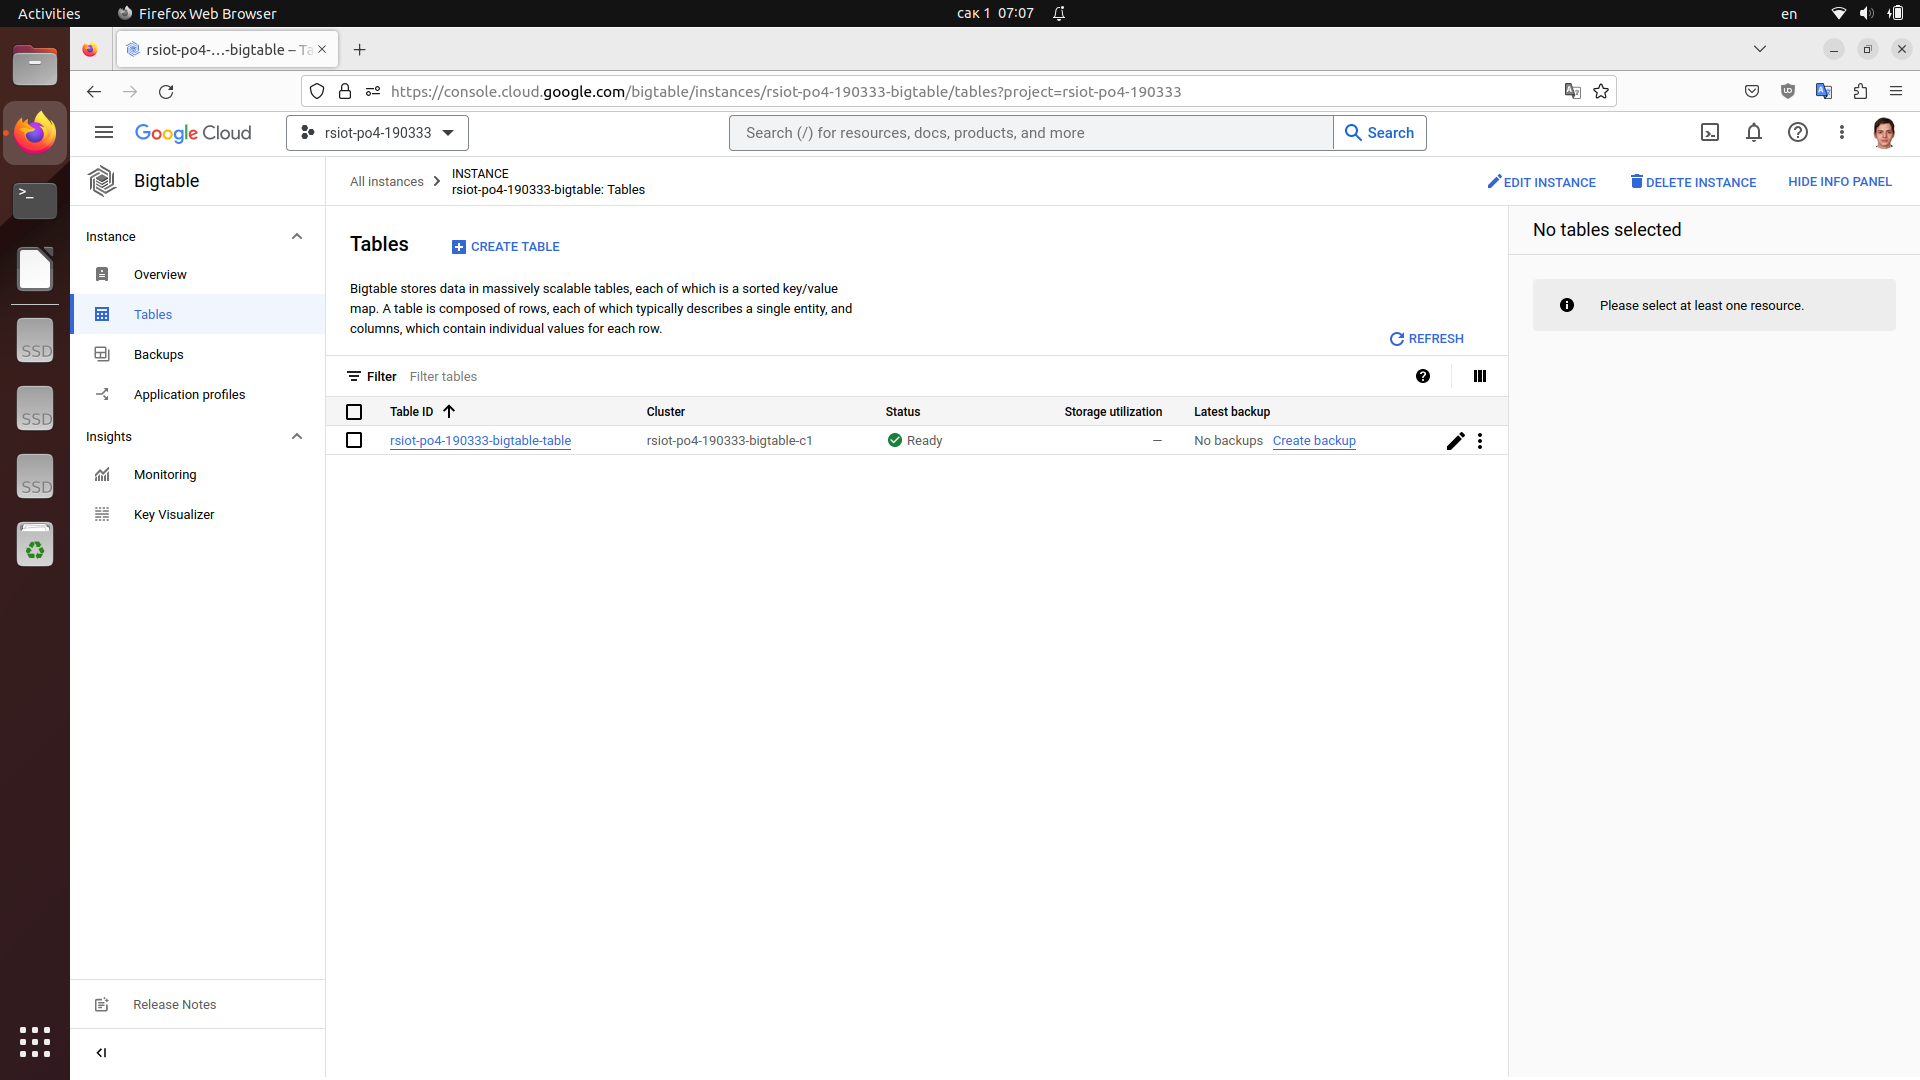 Activities
Firefox Web Browser
сак 1 07:07
en
rsiot-po4-…-bigtable – Ta
https://console.cloud.google.com/bigtable/instances/rsiot-po4-190333-bigtable/tables?project=rsiot-po4-190333
Google Cloud
rsiot-po4-190333
Search (/) for resources, docs, products, and more
Search
Bigtable
All instances
INSTANCE
rsiot-po4-190333-bigtable: Tables
EDIT INSTANCE
DELETE INSTANCE
HIDE INFO PANEL
Instance
Overview
Tables
Backups
Application profiles
Insights
Monitoring
Key Visualizer
Release Notes
Tables
CREATE TABLE
Bigtable stores data in massively scalable tables, each of which is a sorted key/value
map. A table is composed of rows, each of which typically describes a single entity, and
columns, which contain individual values for each row.
REFRESH
Filter Filter tables
Table ID Cluster Status Storage utilization Latest backup
rsiot-po4-190333-bigtable-table rsiot-po4-190333-bigtable-c1 Ready — No backups Create backup
No tables selected
Please select at least one resource.
SSD
SSD
SSD